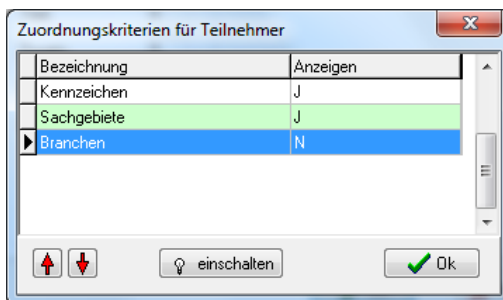 Zuordnungskriterien für Teilnehmer
Bezeichnung Anzeigen
Kennzeichen J
Sachgebiete J
Branchen N
einschalten Ok